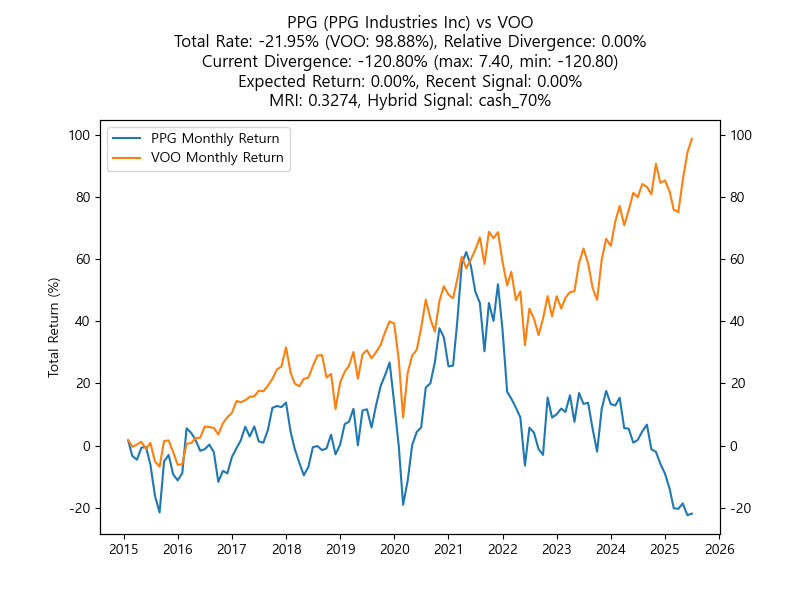 PPG (PPG Industries Inc) vs VOO
Total Rate: -21.95% (VOO: 98.88%), Relative Divergence: 0.00%
Current Divergence: -120.80% (max: 7.40, min: -120.80)
Expected Return: 0.00%, Recent Signal: 0.00%
MRI: 0.3274, Hybrid Signal: cash_70%
PPG Monthly Return
VOO Monthly Return
Total Return (%)
100
80
60
40
20
0
-20
100
80
60
40
20
0
-20
2015 2016 2017 2018 2019 2020 2021 2022 2023 2024 2025 2026